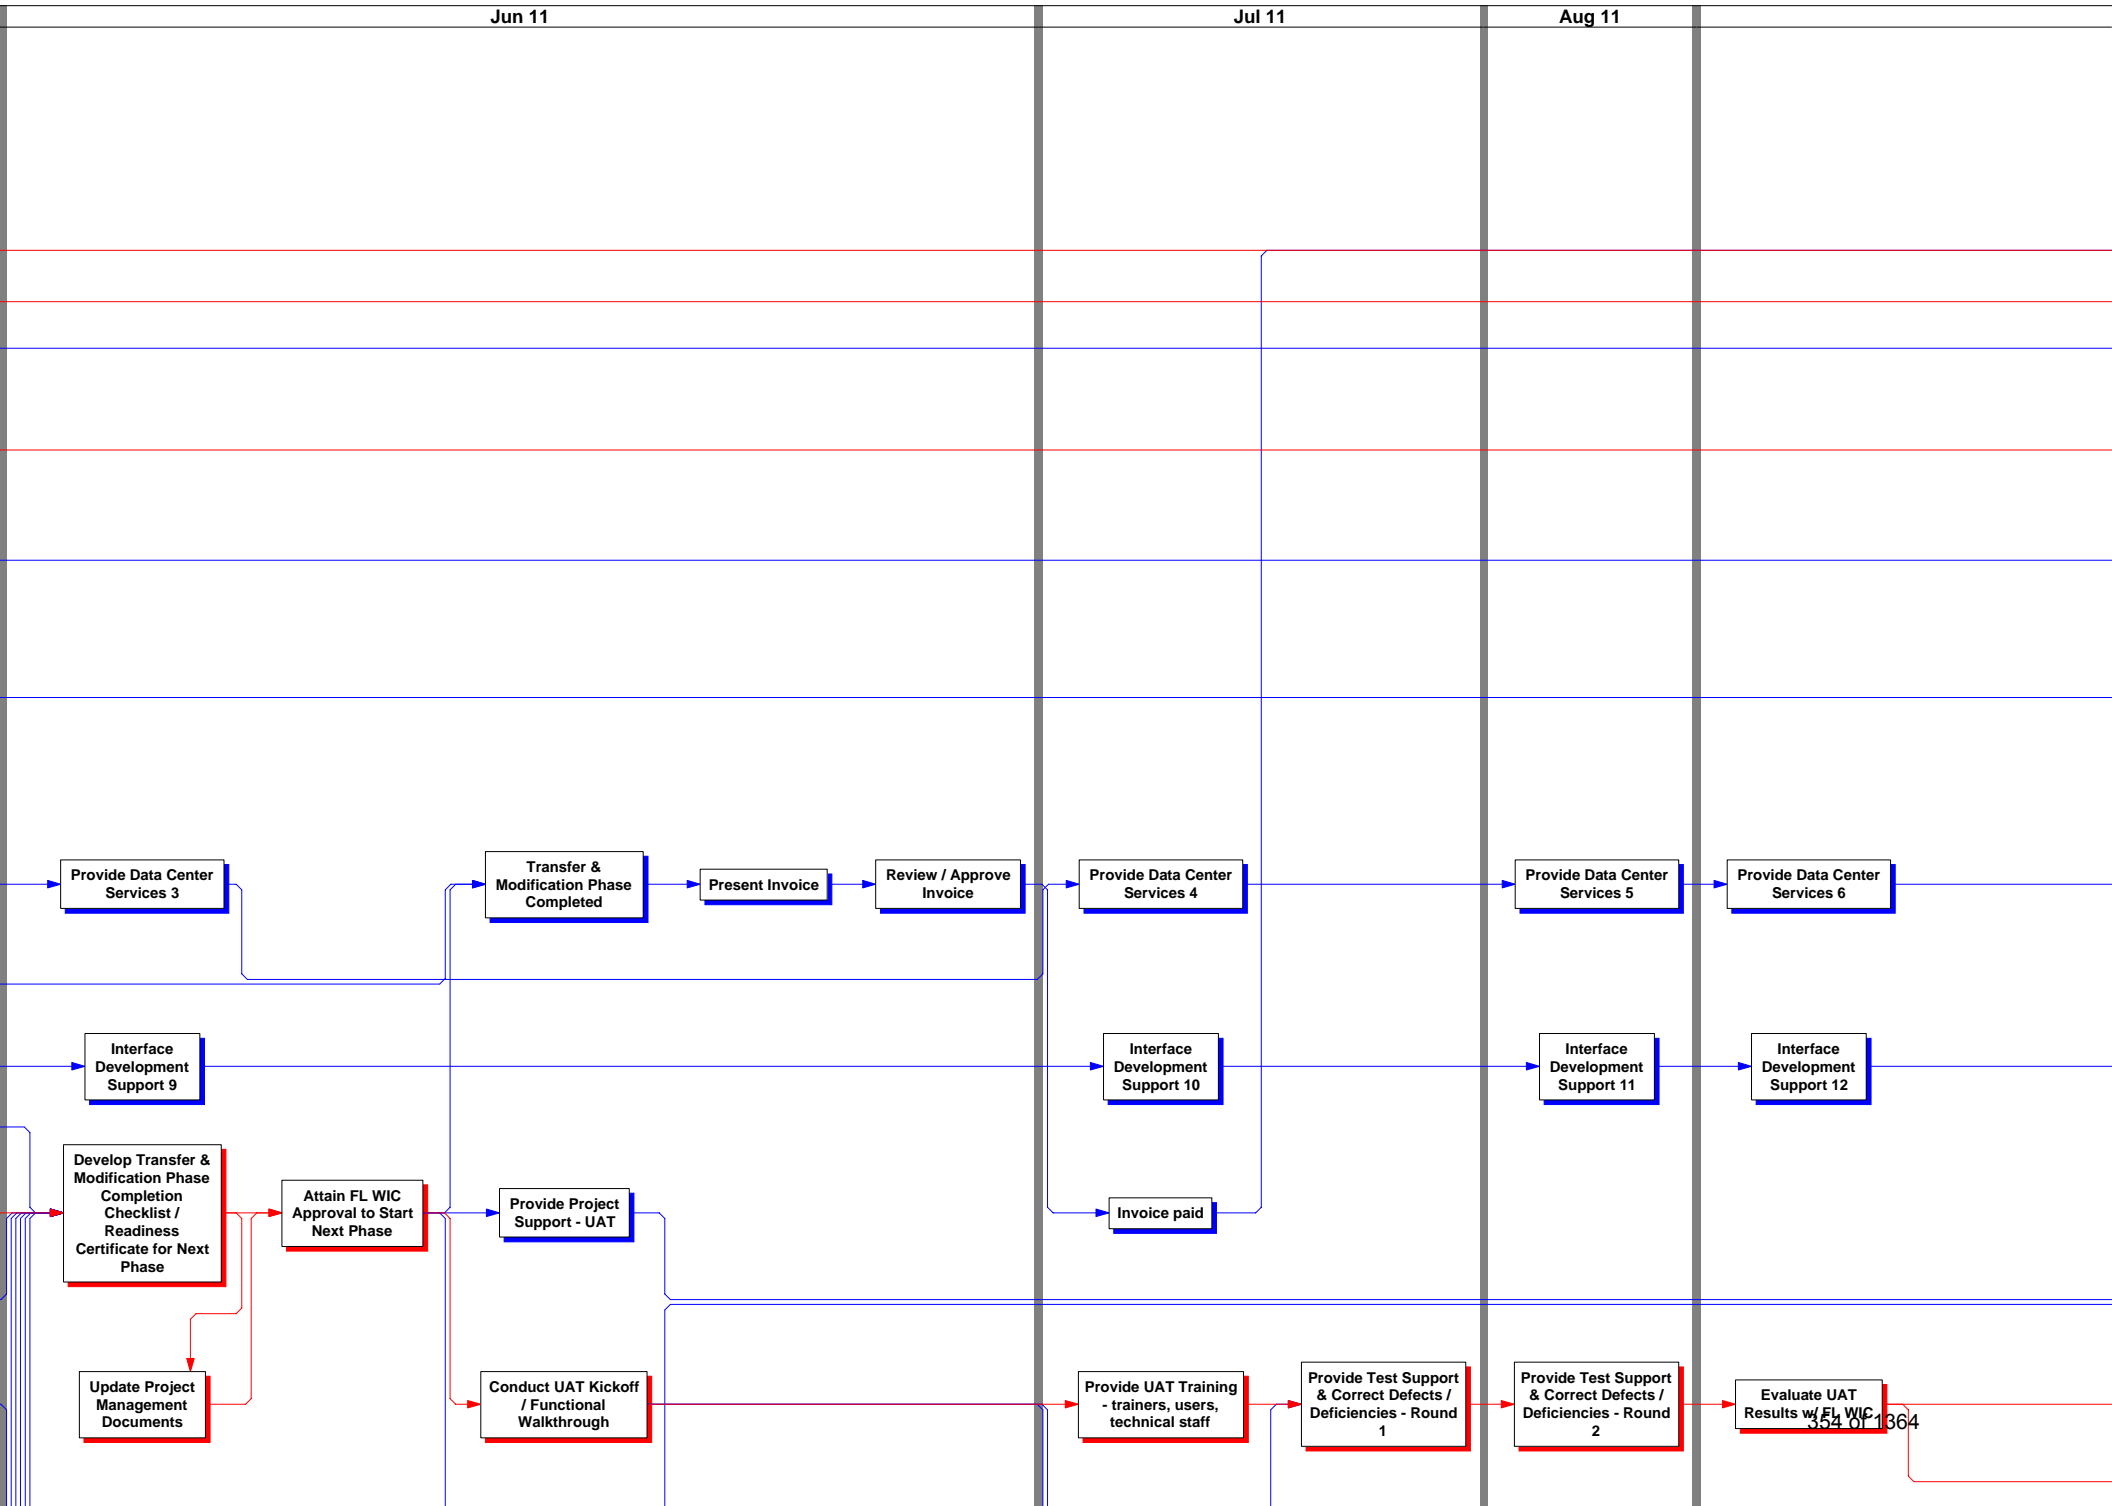 Jun 11
Jul 11
Aug 11
Provide Data Center
Services 3
Transfer &
Modification Phase
Completed
Present Invoice
Review / Approve
Invoice
Provide Data Center
Services 4
Provide Data Center
Services 5
Provide Data Center
Services 6
Interface
Development
Support 9
Interface
Development
Support 10
Interface
Development
Support 11
Interface
Development
Support 12
Develop Transfer &
Modification Phase
Completion
Checklist /
Readiness
Certificate for Next
Phase
Attain FL WIC
Approval to Start
Next Phase
Provide Project
Support - UAT
Invoice paid
Update Project
Management
Documents
Conduct UAT Kickoff
/ Functional
Walkthrough
Provide UAT Training
- trainers, users,
technical staff
Provide Test Support
& Correct Defects /
Deficiencies - Round
1
Provide Test Support
& Correct Defects /
Deficiencies - Round
2
Evaluate UAT
Results w/ FL WIC
354 of 1364